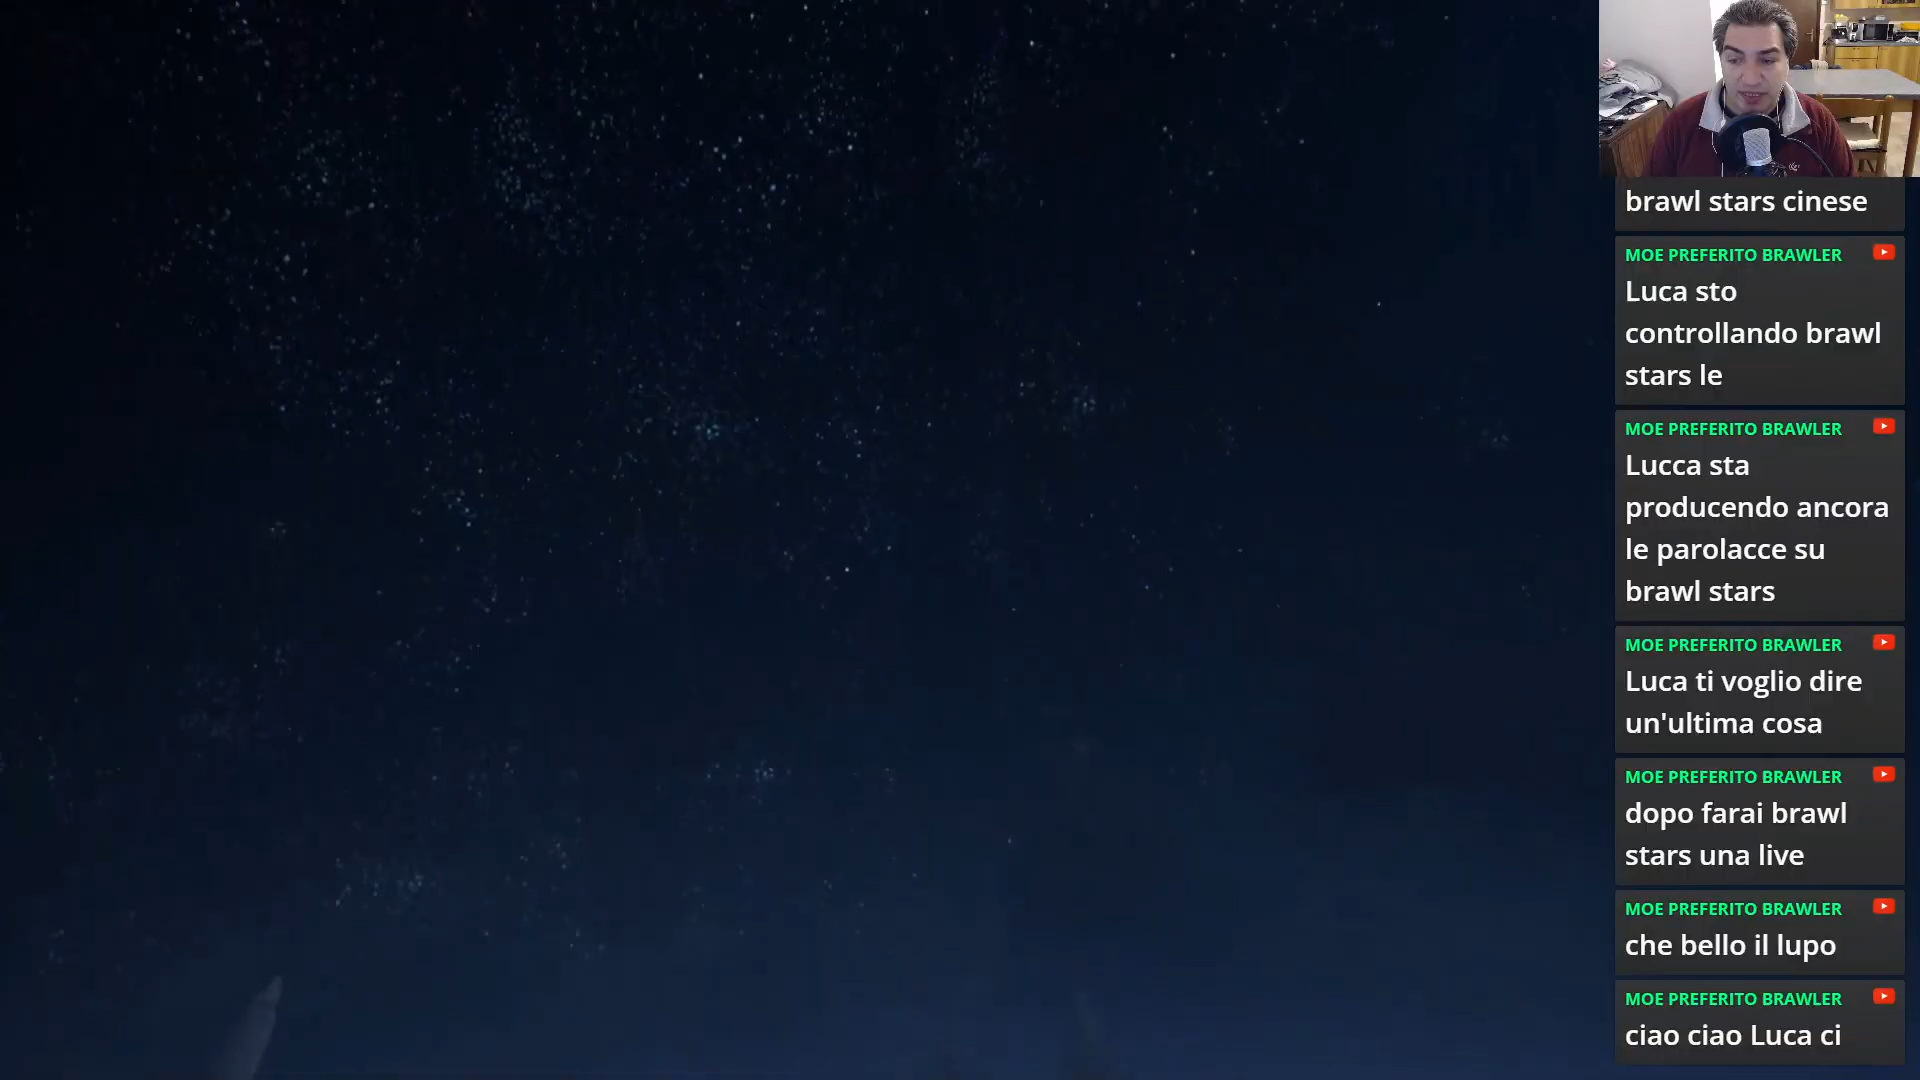 brawl stars cinese
MOE PREFERITO BRAWLER
Luca sto
controllando brawl
stars le
MOE PREFERITO BRAWLER
Lucca sta
producendo ancora
le parolacce su
brawl stars
MOE PREFERITO BRAWLER
Luca ti voglio dire
un'ultima cosa
MOE PREFERITO BRAWLER
dopo farai brawl
stars una live
MOE PREFERITO BRAWLER
che bello il lupo
MOE PREFERITO BRAWLER
ciao ciao Luca ci